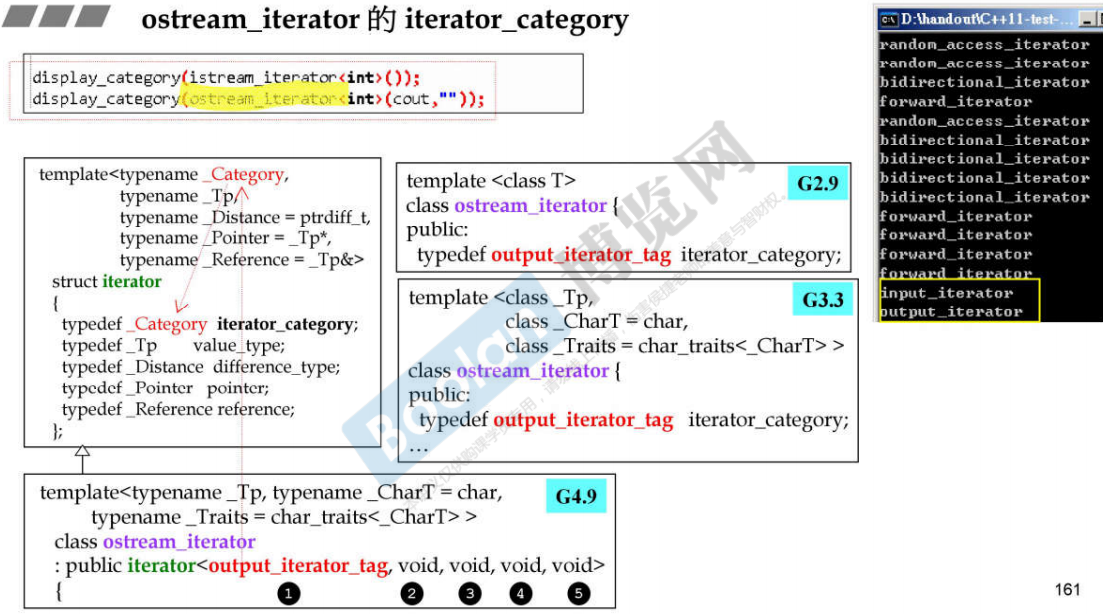 ostream_iterator 的 iterator_category
display_category(istream_iterator<int>());
display_category(ostream_iterator<int>(cout,""));
template<typename _Category,
typename _Tp,
typename _Distance = ptrdiff_t,
typename _Pointer = _Tp*,
typename _Reference = _Tp&>
struct iterator
{
typedef _Category iterator_category;
typedef _Tp value_type;
typedef _Distance difference_type;
typedef _Pointer pointer;
typedef _Reference reference;
};
template <class T>
class ostream_iterator {
public:
typedef output_iterator_tag iterator_category;
G2.9
template <class _Tp,
class _CharT = char,
class _Traits = char_traits<_CharT> >
class ostream_iterator {
public:
typedef output_iterator_tag iterator_category;
…
G3.3
template<typename _Tp, typename _CharT = char,
typename _Traits = char_traits<_CharT> >
class ostream_iterator
: public iterator<output_iterator_tag, void, void, void, void>
{
1 2 3 4 5
G4.9
D:\handout\C++11-test-...
random_access_iterator
random_access_iterator
bidirectional_iterator
forward_iterator
random_access_iterator
bidirectional_iterator
bidirectional_iterator
bidirectional_iterator
bidirectional_iterator
forward_iterator
forward_iterator
forward_iterator
forward_iterator
input_iterator
output_iterator
Boolan 博览网
161